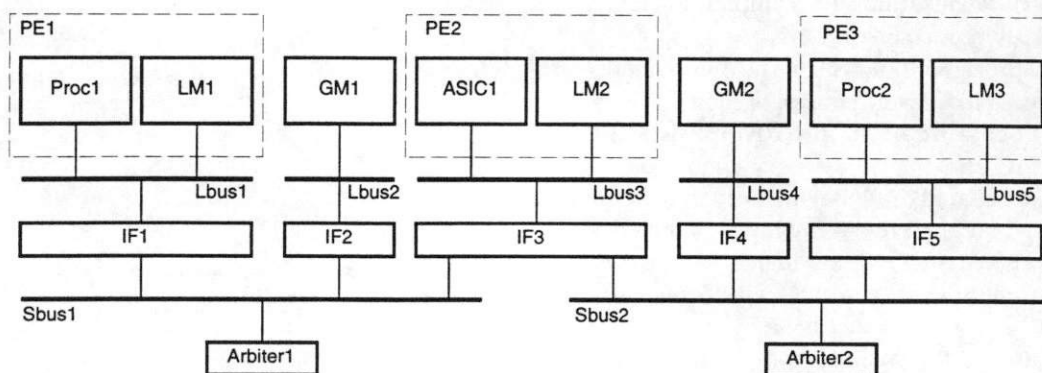 PE1
PE2
PE3
Proc1
LM1
GM1
ASIC1
LM2
GM2
Proc2
LM3
Lbus1
Lbus2
Lbus3
Lbus4
Lbus5
IF1
IF2
IF3
IF4
IF5
Sbus1
Sbus2
Arbiter1
Arbiter2